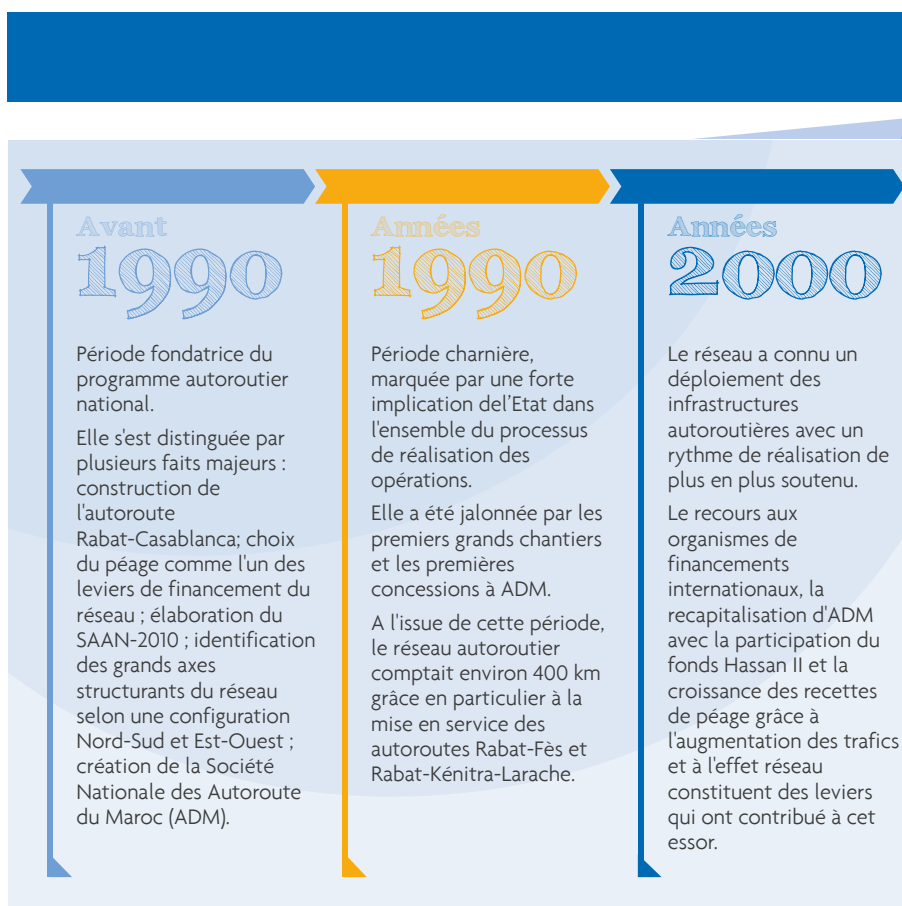 Avant
1990
Période fondatrice du
programme autoroutier
national.
Elle s'est distinguée par
plusieurs faits majeurs :
construction de
l'autoroute
Rabat-Casablanca; choix
du péage comme l'un des
leviers de financement du
réseau ; élaboration du
SAAN-2010 ; identification
des grands axes
structurants du réseau
selon une configuration
Nord-Sud et Est-Ouest ;
création de la Société
Nationale des Autoroute
du Maroc (ADM).
Années
1990
Période charnière,
marquée par une forte
implication del’Etat dans
l'ensemble du processus
de réalisation des
opérations.
Elle a été jalonnée par les
premiers grands chantiers
et les premières
concessions à ADM.
A l'issue de cette période,
le réseau autoroutier
comptait environ 400 km
grâce en particulier à la
mise en service des
autoroutes Rabat-Fès et
Rabat-Kénitra-Larache.
Années
2000
Le réseau a connu un
déploiement des
infrastructures
autoroutières avec un
rythme de réalisation de
plus en plus soutenu.
Le recours aux
organismes de
financements
internationaux, la
recapitalisation d'ADM
avec la participation du
fonds Hassan II et la
croissance des recettes
de péage grâce à
l'augmentation des trafics
et à l'effet réseau
constituent des leviers
qui ont contribué à cet
essor.